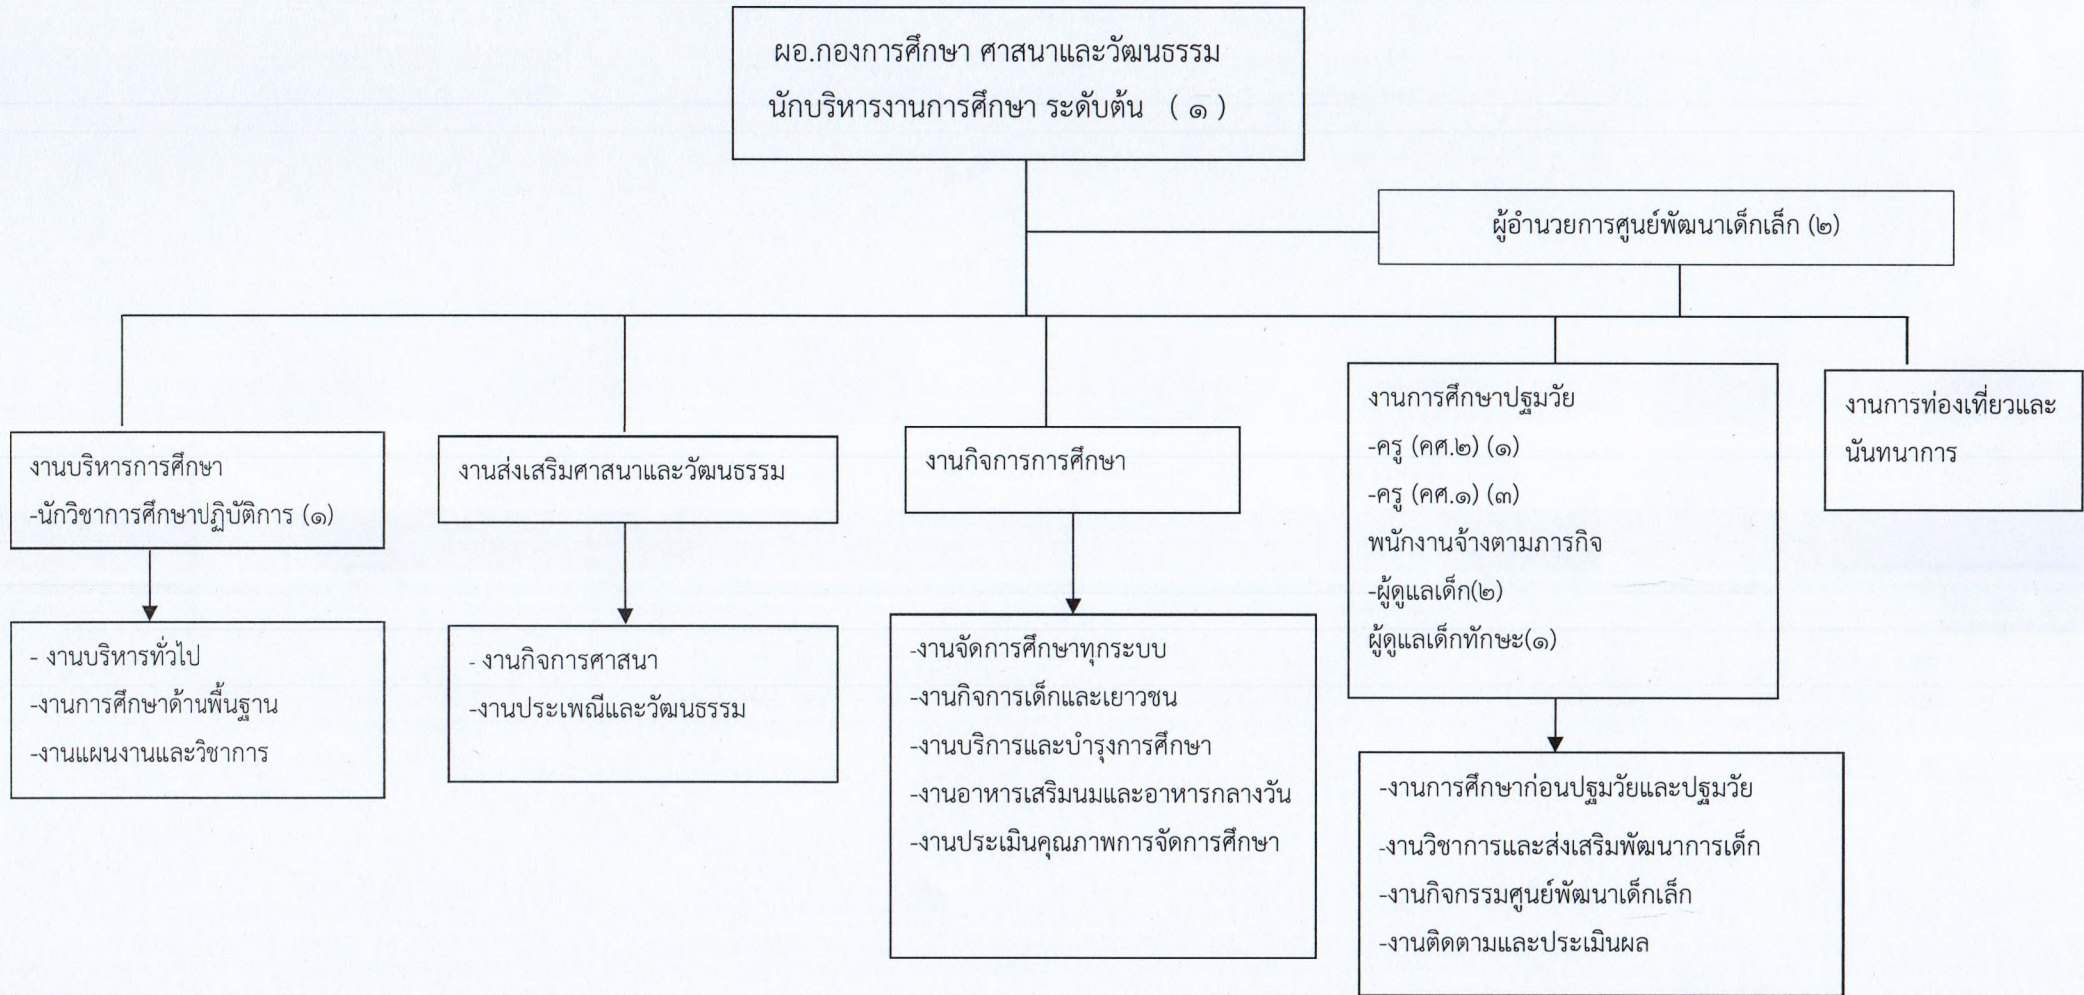 ผอ.กองการศึกษา ศาสนาและวัฒนธรรม
นักบริหารงานการศึกษา ระดับต้น ( ๑ )
ผู้อำนวยการศูนย์พัฒนาเด็กเล็ก (๒)
งานบริหารการศึกษา
-นักวิชาการศึกษาปฏิบัติการ (๑)
งานส่งเสริมศาสนาและวัฒนธรรม
งานกิจการการศึกษา
งานการศึกษาปฐมวัย
-ครู (คศ.๒) (๑)
-ครู (คศ.๑) (๓)
พนักงานจ้างตามภารกิจ
-ผู้ดูแลเด็ก(๒)
ผู้ดูแลเด็กทักษะ(๑)
งานการท่องเที่ยวและ
นันทนาการ
- งานบริหารทั่วไป
-งานการศึกษาด้านพื้นฐาน
-งานแผนงานและวิชาการ
- งานกิจการศาสนา
-งานประเพณีและวัฒนธรรม
-งานจัดการศึกษาทุกระบบ
-งานกิจการเด็กและเยาวชน
-งานบริการและบำรุงการศึกษา
-งานอาหารเสริมนมและอาหารกลางวัน
-งานประเมินคุณภาพการจัดการศึกษา
-งานการศึกษาก่อนปฐมวัยและปฐมวัย
-งานวิชาการและส่งเสริมพัฒนาการเด็ก
-งานกิจกรรมศูนย์พัฒนาเด็กเล็ก
-งานติดตามและประเมินผล